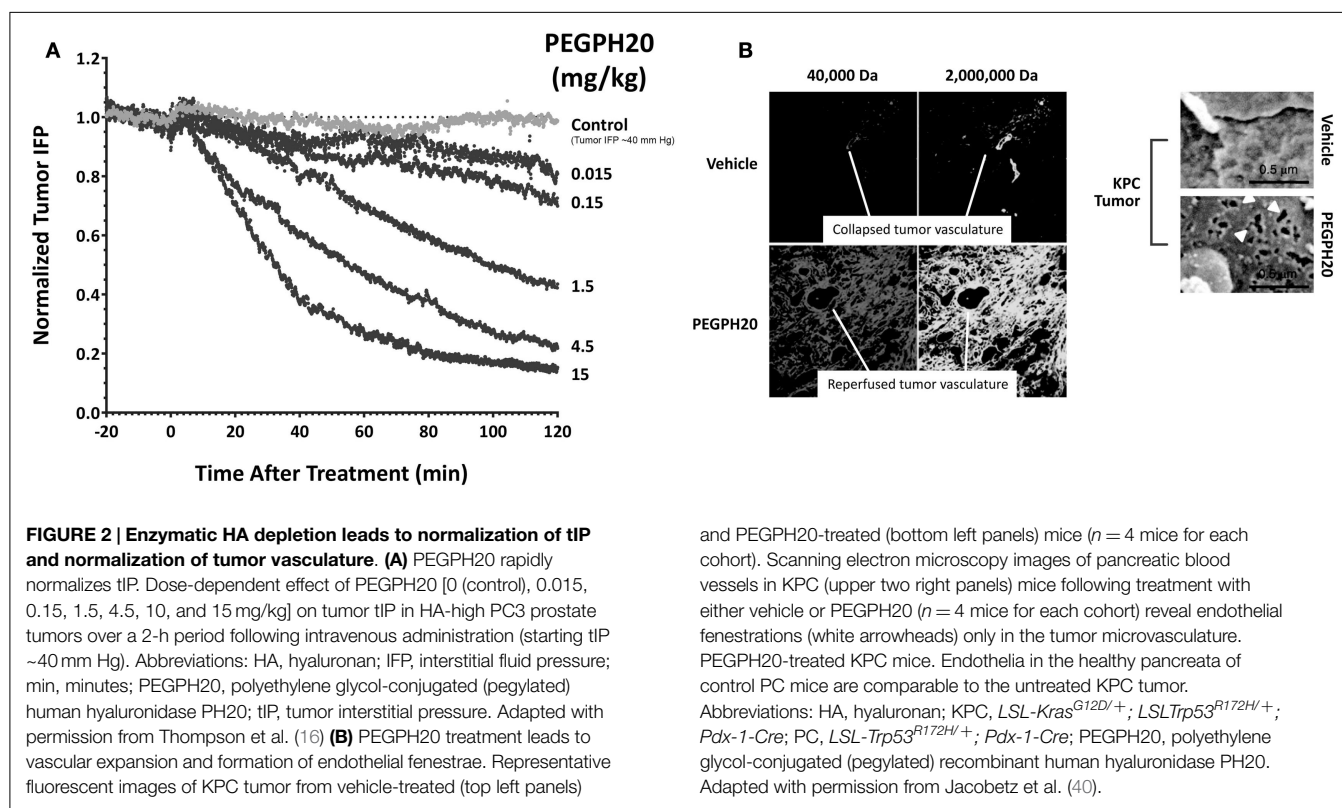 A
PEGPH20
(mg/kg)
1.2
1.0
0.8
0.6
0.4
0.2
0.0
Normalized Tumor IFP
-20
0
20
40
60
80
100
120
Time After Treatment (min)
Control
(Tumor IFP ~40 mm Hg)
0.015
0.15
1.5
4.5
15
B
40,000 Da
2,000,000 Da
Vehicle
Collapsed tumor vasculature
PEGPH20
Reperfused tumor vasculature
KPC
Tumor
0.5 μm
Vehicle
0.5 μm
PEGPH20
FIGURE 2 | Enzymatic HA depletion leads to normalization of tIP
and normalization of tumor vasculature. (A) PEGPH20 rapidly
normalizes tIP. Dose-dependent effect of PEGPH20 [0 (control), 0.015,
0.15, 1.5, 4.5, 10, and 15 mg/kg] on tumor tIP in HA-high PC3 prostate
tumors over a 2-h period following intravenous administration (starting tIP
~40 mm Hg). Abbreviations: HA, hyaluronan; IFP, interstitial fluid pressure;
min, minutes; PEGPH20, polyethylene glycol-conjugated (pegylated)
human hyaluronidase PH20; tIP, tumor interstitial pressure. Adapted with
permission from Thompson et al. (16) (B) PEGPH20 treatment leads to
vascular expansion and formation of endothelial fenestrae. Representative
fluorescent images of KPC tumor from vehicle-treated (top left panels)
and PEGPH20-treated (bottom left panels) mice (n = 4 mice for each
cohort). Scanning electron microscopy images of pancreatic blood
vessels in KPC (upper two right panels) mice following treatment with
either vehicle or PEGPH20 (n = 4 mice for each cohort) reveal endothelial
fenestrations (white arrowheads) only in the tumor microvasculature.
PEGPH20-treated KPC mice. Endothelia in the healthy pancreata of
control PC mice are comparable to the untreated KPC tumor.
Abbreviations: HA, hyaluronan; KPC, LSL-Kras^G12D/+; LSLTrp53^R172H/+;
Pdx-1-Cre; PC, LSL-Trp53^R172H/+; Pdx-1-Cre; PEGPH20, polyethylene
glycol-conjugated (pegylated) recombinant human hyaluronidase PH20.
Adapted with permission from Jacobetz et al. (40).